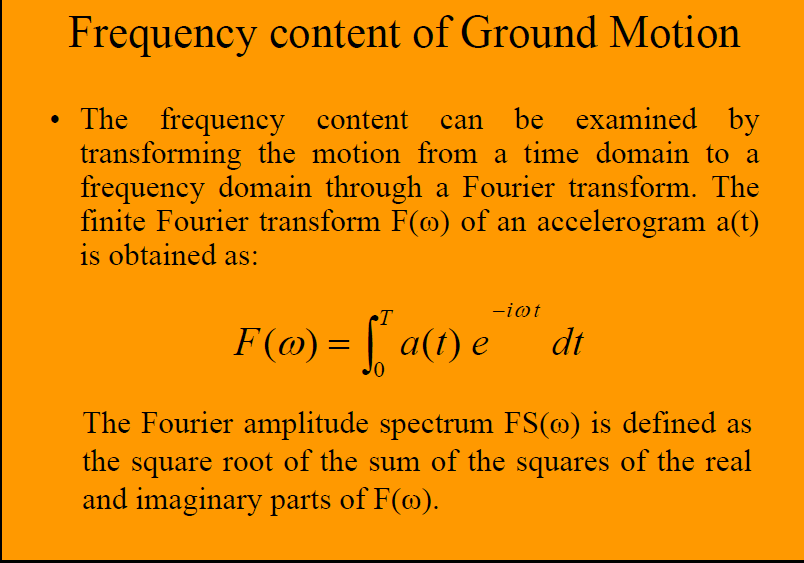 Frequency content of Ground Motion
• The frequency content can be examined by
transforming the motion from a time domain to a
frequency domain through a Fourier transform. The
finite Fourier transform F(ω) of an accelerogram a(t)
is obtained as:
F(ω) = ∫₀ᵀ a(t) e^(−iωt) dt
The Fourier amplitude spectrum FS(ω) is defined as
the square root of the sum of the squares of the real
and imaginary parts of F(ω).